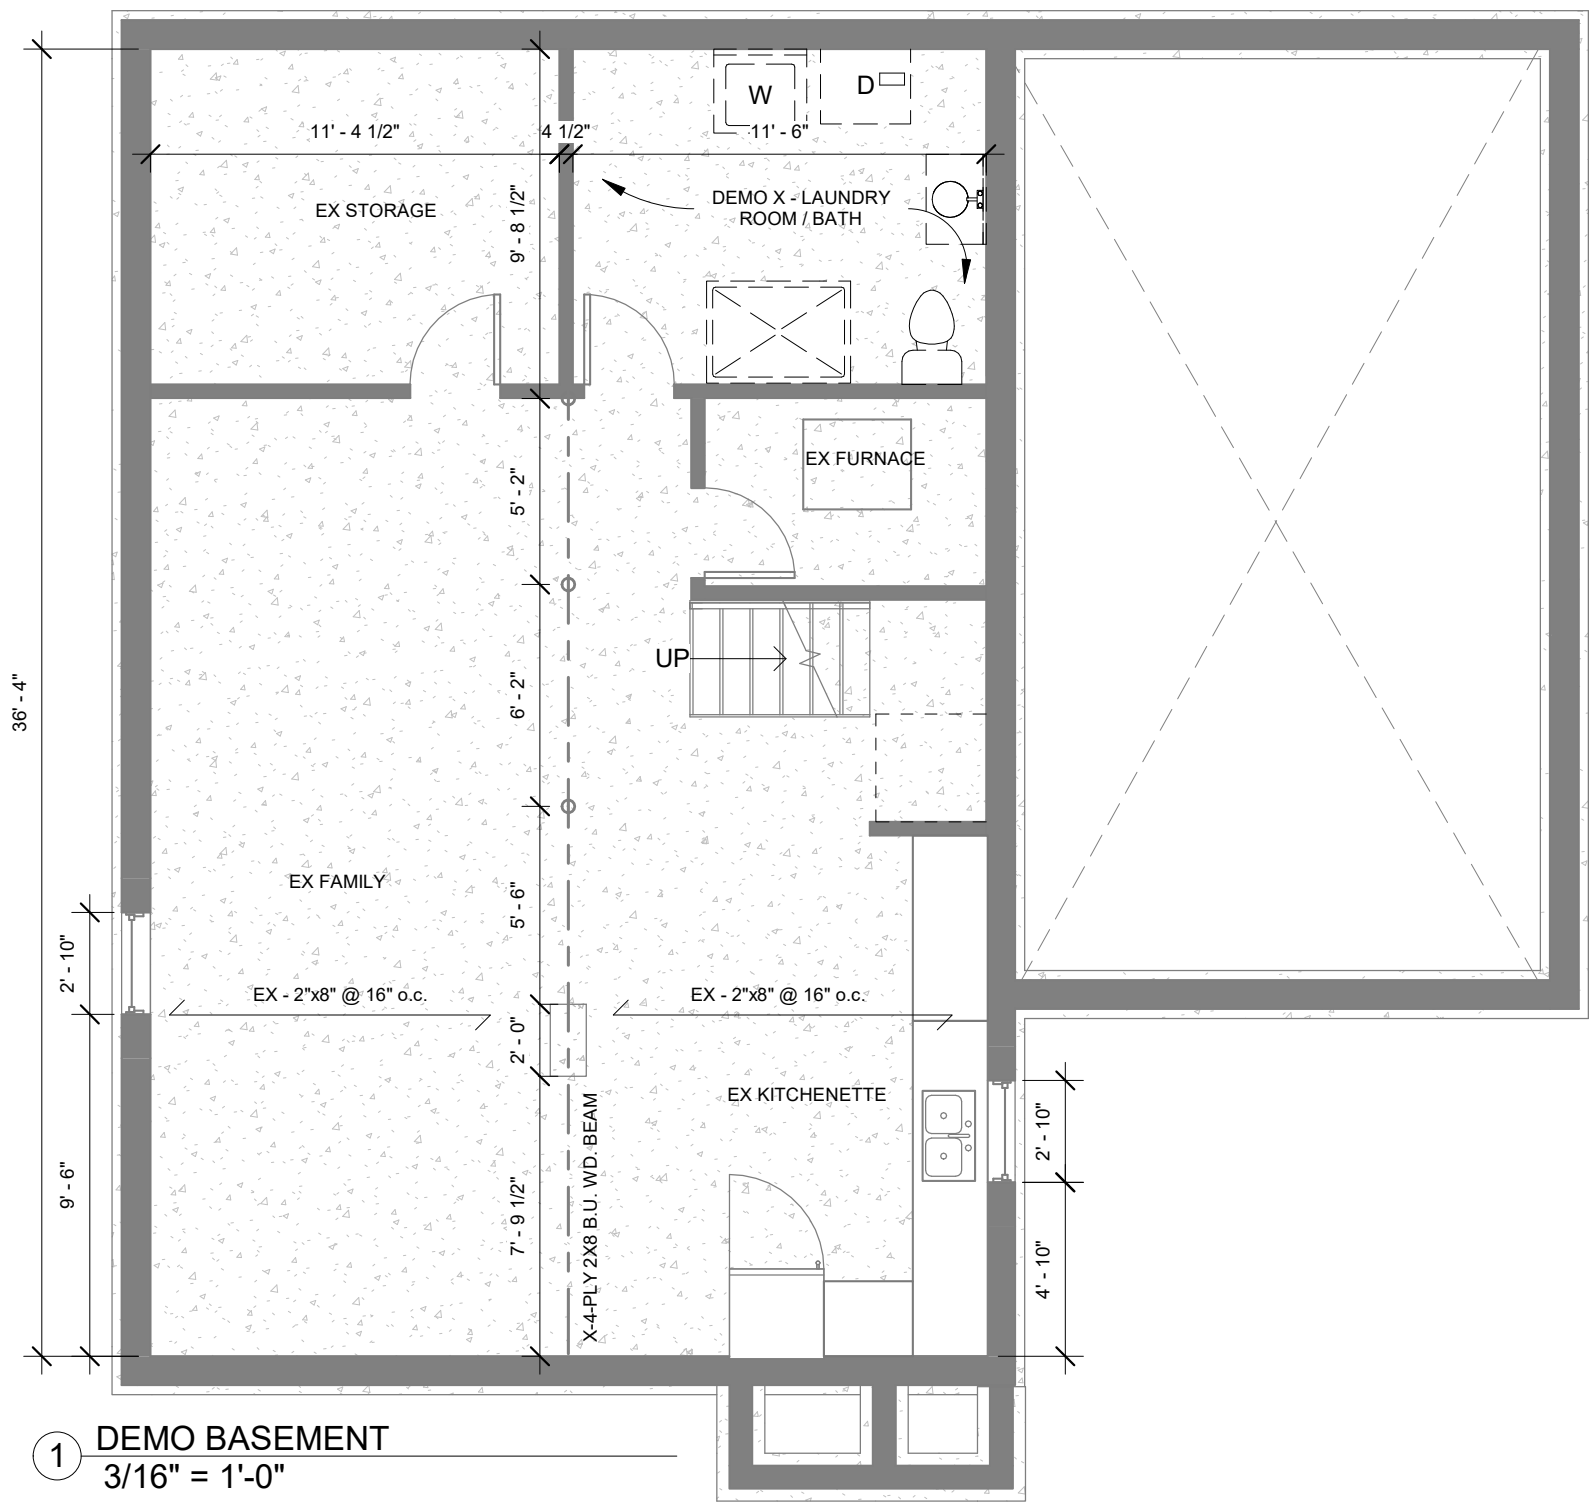 W
D
11' - 4 1/2"
4 1/2"
11' - 6"
EX STORAGE
9' - 8 1/2"
DEMO X - LAUNDRY
ROOM / BATH
EX FURNACE
5' - 2"
UP
6' - 2"
36' - 4"
EX FAMILY
5' - 6"
2' - 10"
EX - 2"x8" @ 16" o.c.
EX - 2"x8" @ 16" o.c.
2' - 0"
EX KITCHENETTE
2' - 10"
9' - 6"
7' - 9 1/2"
X-4-PLY 2X8 B.U. WD. BEAM
4' - 10"
1
DEMO BASEMENT
3/16" = 1'-0"